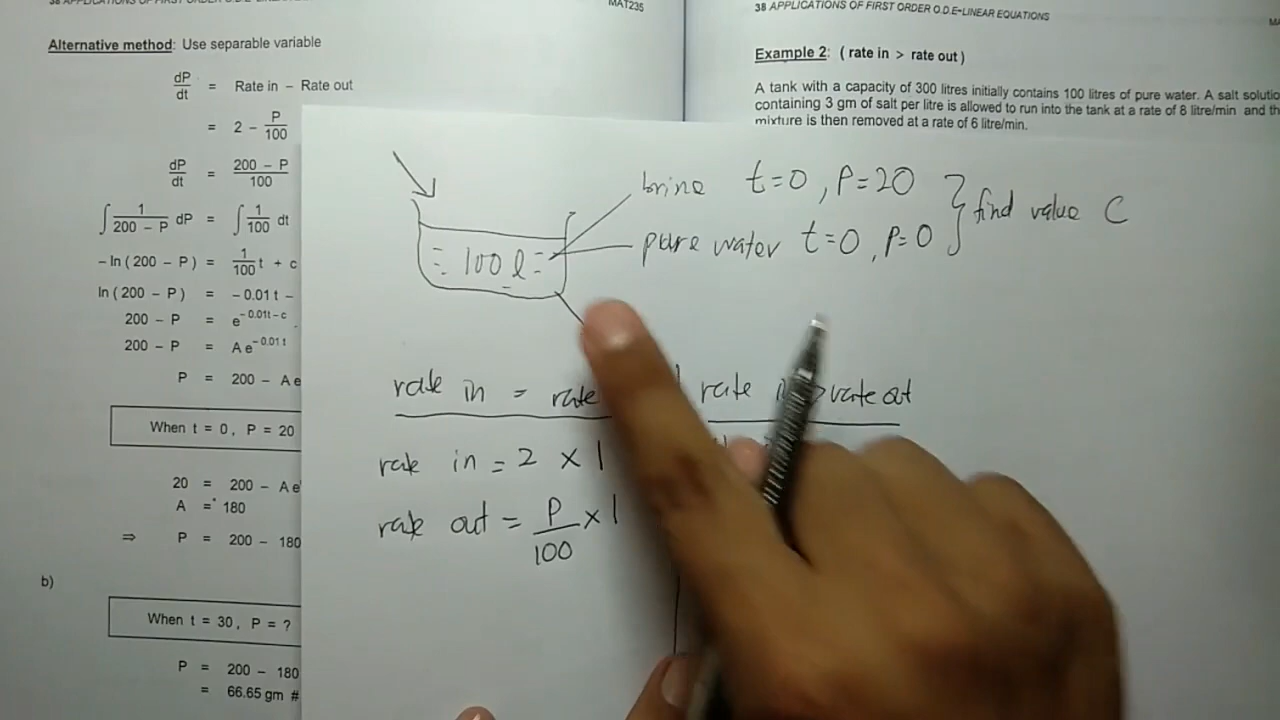 MAT235
Alternative method: Use separable variable
dP/dt = Rate in – Rate out
= 2 – P/100
dP/dt = 200 – P/100
∫ 1/200 – P dP = ∫ 1/100 dt
– ln ( 200 – P ) = 1/100 t + c
ln ( 200 – P ) = – 0.01 t –
200 – P = e^– 0.01t – c
200 – P = A e^– 0.01 t
P = 200 – A e
When t = 0 , P = 20
20 = 200 – A e
A = 180
⇒ P = 200 – 180
b)
When t = 30 , P = ?
P = 200 – 180
= 66.65 gm #
38 APPLICATIONS OF FIRST ORDER O.D.E–LINEAR EQUATIONS
Example 2: ( rate in > rate out )
A tank with a capacity of 300 litres initially contains 100 litres of pure water. A salt solutio
containing 3 gm of salt per litre is allowed to run into the tank at a rate of 8 litre/min and th
mixture is then removed at a rate of 6 litre/min.
brine t=0 , P=20
pure water t=0 , P=0
} find value C
100 l
rate in = rate
rate in = 2 x 1
rate out = P/100 x 1
rate > rate out